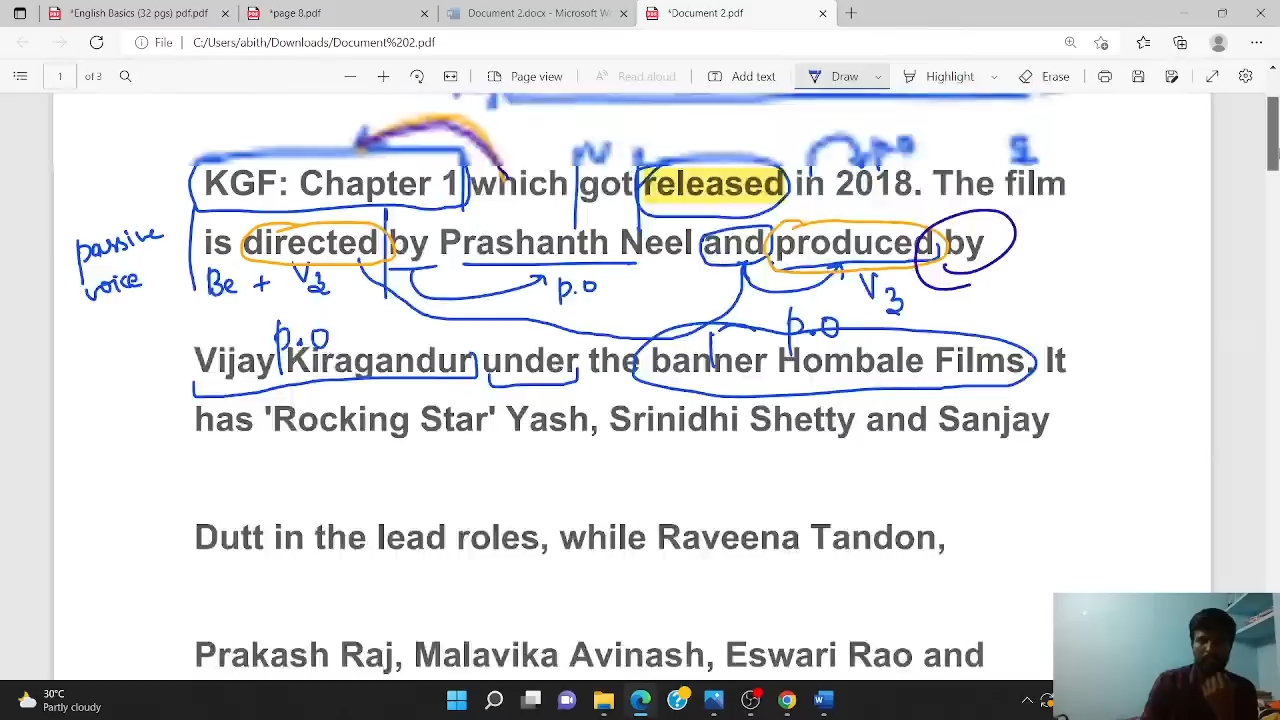 *English Basics (32 pgs) edited.pdf
*page 8.pdf
Document 2.docx - Microsoft W
*Document 2.pdf
File C:/Users/abith/Downloads/Document%202.pdf
1 of 3 Page view Read aloud Add text Draw Highlight Erase
KGF: Chapter 1 which got released in 2018. The film
is directed by Prashanth Neel and produced by
passive
voice
Be + V3
p.o
V3
p.o
p.o
Vijay Kiragandur under the banner Hombale Films. It
has 'Rocking Star' Yash, Srinidhi Shetty and Sanjay
Dutt in the lead roles, while Raveena Tandon,
Prakash Raj, Malavika Avinash, Eswari Rao and
30°C
Partly cloudy